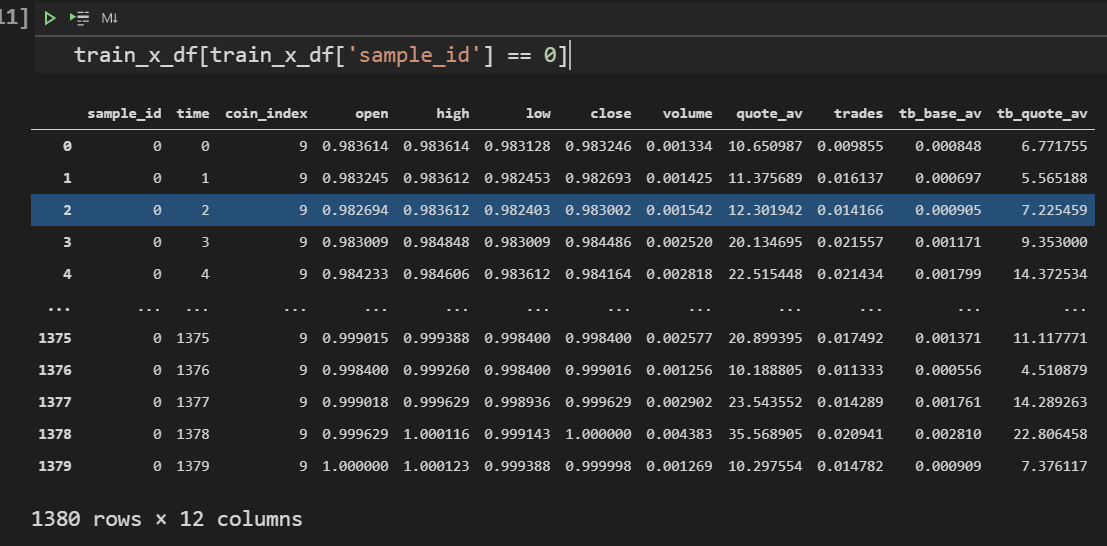 11] M↓
train_x_df[train_x_df['sample_id'] == 0]
sample_id time coin_index open high low close volume quote_av trades tb_base_av tb_quote_av
0 0 0 9 0.983614 0.983614 0.983128 0.983246 0.001334 10.650987 0.009855 0.000848 6.771755
1 0 1 9 0.983245 0.983612 0.982453 0.982693 0.001425 11.375689 0.016137 0.000697 5.565188
2 0 2 9 0.982694 0.983612 0.982403 0.983002 0.001542 12.301942 0.014166 0.000905 7.225459
3 0 3 9 0.983009 0.984848 0.983009 0.984486 0.002520 20.134695 0.021557 0.001171 9.353000
4 0 4 9 0.984233 0.984606 0.983612 0.984164 0.002818 22.515448 0.021434 0.001799 14.372534
... ... ... ... ... ... ... ... ... ... ... ... ...
1375 0 1375 9 0.999015 0.999388 0.998400 0.998400 0.002577 20.899395 0.017492 0.001371 11.117771
1376 0 1376 9 0.998400 0.999260 0.998400 0.999016 0.001256 10.188805 0.011333 0.000556 4.510879
1377 0 1377 9 0.999018 0.999629 0.998936 0.999629 0.002902 23.543552 0.014289 0.001761 14.289263
1378 0 1378 9 0.999629 1.000116 0.999143 1.000000 0.004383 35.568905 0.020941 0.002810 22.806458
1379 0 1379 9 1.000000 1.000123 0.999388 0.999998 0.001269 10.297554 0.014782 0.000909 7.376117
1380 rows × 12 columns